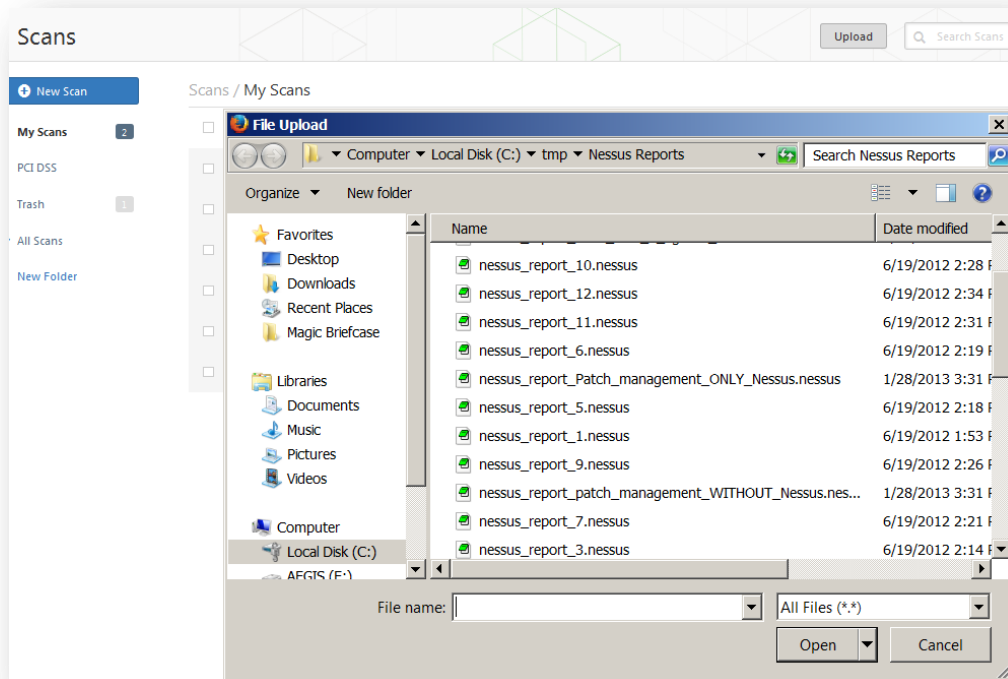 Scans
Upload
Search Scans
New Scan
Scans / My Scans
My Scans 2
PCI DSS
Trash 1
All Scans
New Folder
File Upload
Computer Local Disk (C:) tmp Nessus Reports
Search Nessus Reports
Organize New folder
Favorites
Desktop
Downloads
Recent Places
Magic Briefcase
Libraries
Documents
Music
Pictures
Videos
Computer
Local Disk (C:)
AEGIS (E:)
Name Date modified
nessus_report_10.nessus 6/19/2012 2:28
nessus_report_12.nessus 6/19/2012 2:34
nessus_report_11.nessus 6/19/2012 2:31
nessus_report_6.nessus 6/19/2012 2:19
nessus_report_Patch_management_ONLY_Nessus.nessus 1/28/2013 3:31
nessus_report_5.nessus 6/19/2012 2:18
nessus_report_1.nessus 6/19/2012 1:53
nessus_report_9.nessus 6/19/2012 2:26
nessus_report_patch_management_WITHOUT_Nessus.nes... 1/28/2013 3:31
nessus_report_7.nessus 6/19/2012 2:21
nessus_report_3.nessus 6/19/2012 2:14
File name:
All Files (*.*)
Open
Cancel